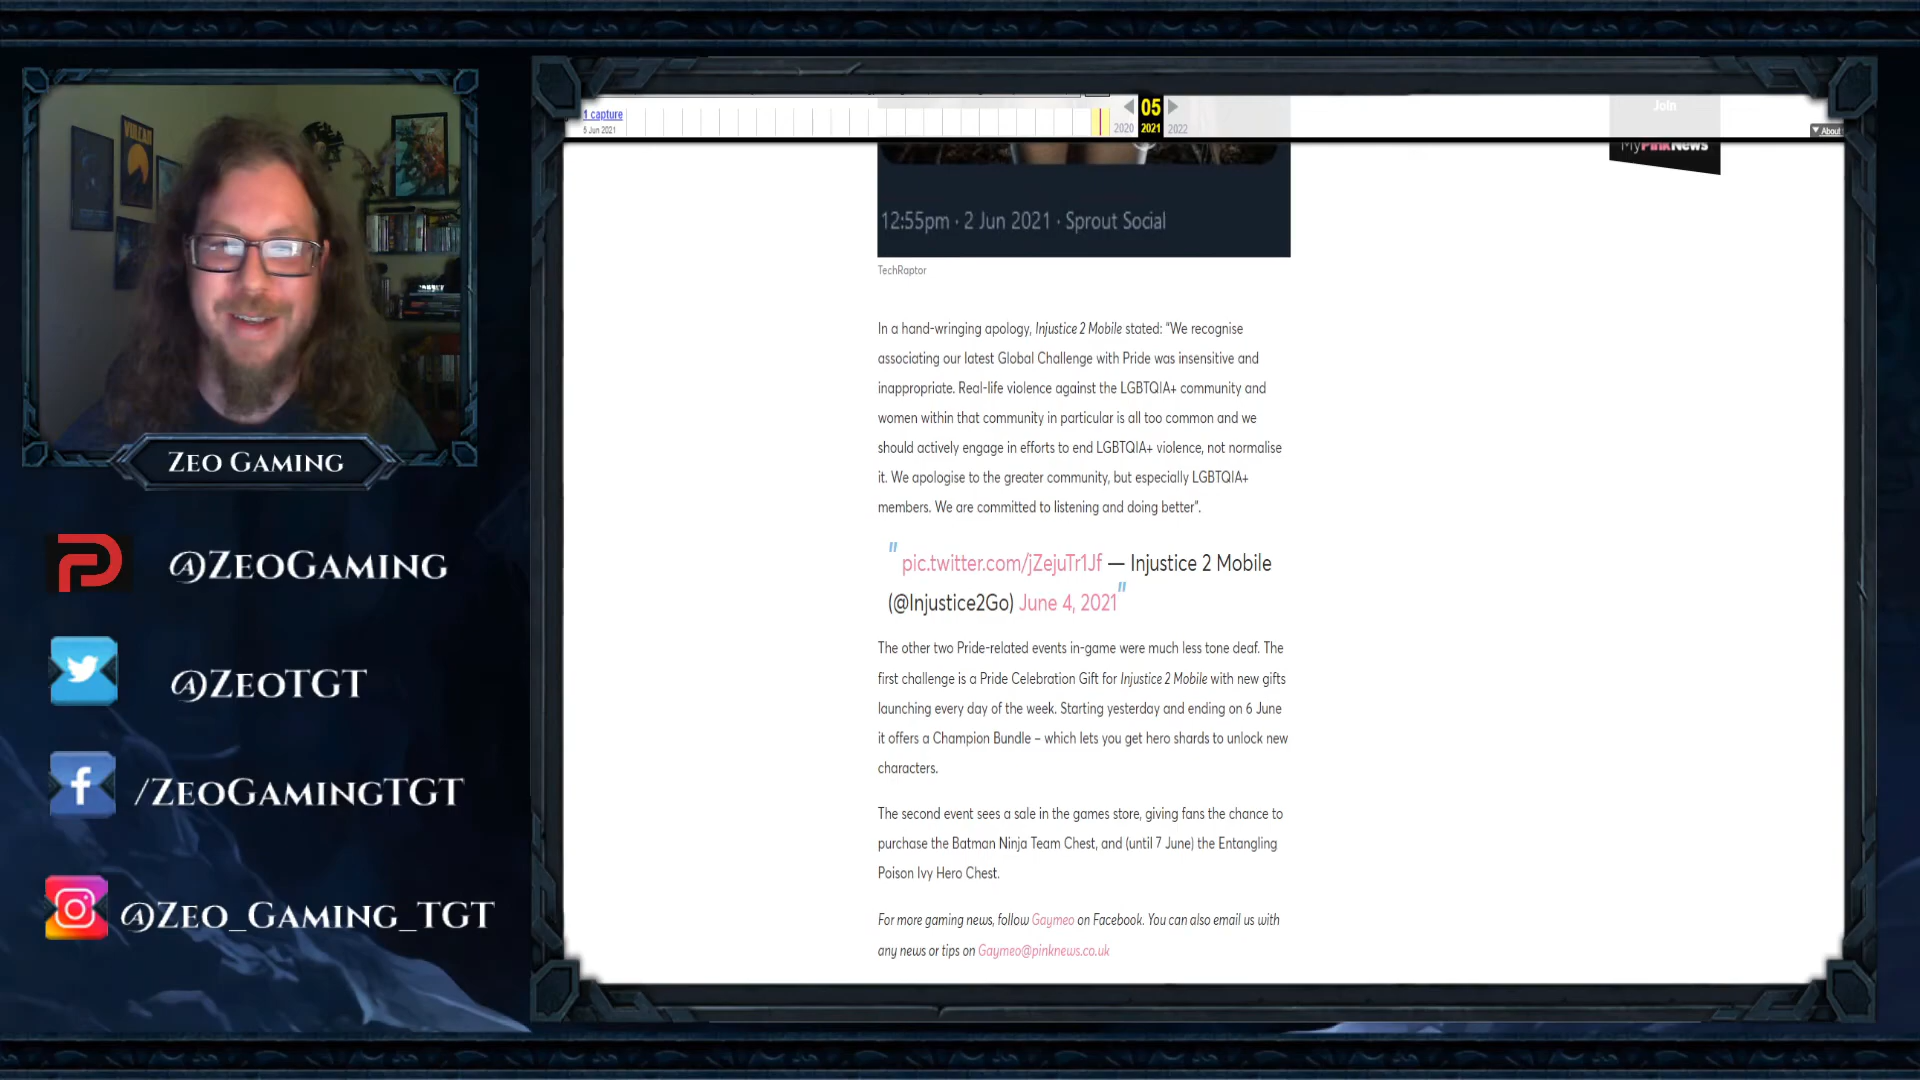 VULCAN
ZEO GAMING
@ZEOGAMING
@ZEOTGT
/ZEOGAMINGTGT
@ZEO_GAMING_TGT
1 capture
5 Jun 2021
05
2020 2021 2022
About
Join
MyPinkNews
12:55pm · 2 Jun 2021 · Sprout Social
TechRaptor
In a hand-wringing apology, Injustice 2 Mobile stated: “We recognise
associating our latest Global Challenge with Pride was insensitive and
inappropriate. Real-life violence against the LGBTQIA+ community and
women within that community in particular is all too common and we
should actively engage in efforts to end LGBTQIA+ violence, not normalise
it. We apologise to the greater community, but especially LGBTQIA+
members. We are committed to listening and doing better”.
" pic.twitter.com/jZejuTr1Jf — Injustice 2 Mobile
(@Injustice2Go) June 4, 2021"
The other two Pride-related events in-game were much less tone deaf. The
first challenge is a Pride Celebration Gift for Injustice 2 Mobile with new gifts
launching every day of the week. Starting yesterday and ending on 6 June
it offers a Champion Bundle – which lets you get hero shards to unlock new
characters.
The second event sees a sale in the games store, giving fans the chance to
purchase the Batman Ninja Team Chest, and (until 7 June) the Entangling
Poison Ivy Hero Chest.
For more gaming news, follow Gaymeo on Facebook. You can also email us with
any news or tips on Gaymeo@pinknews.co.uk